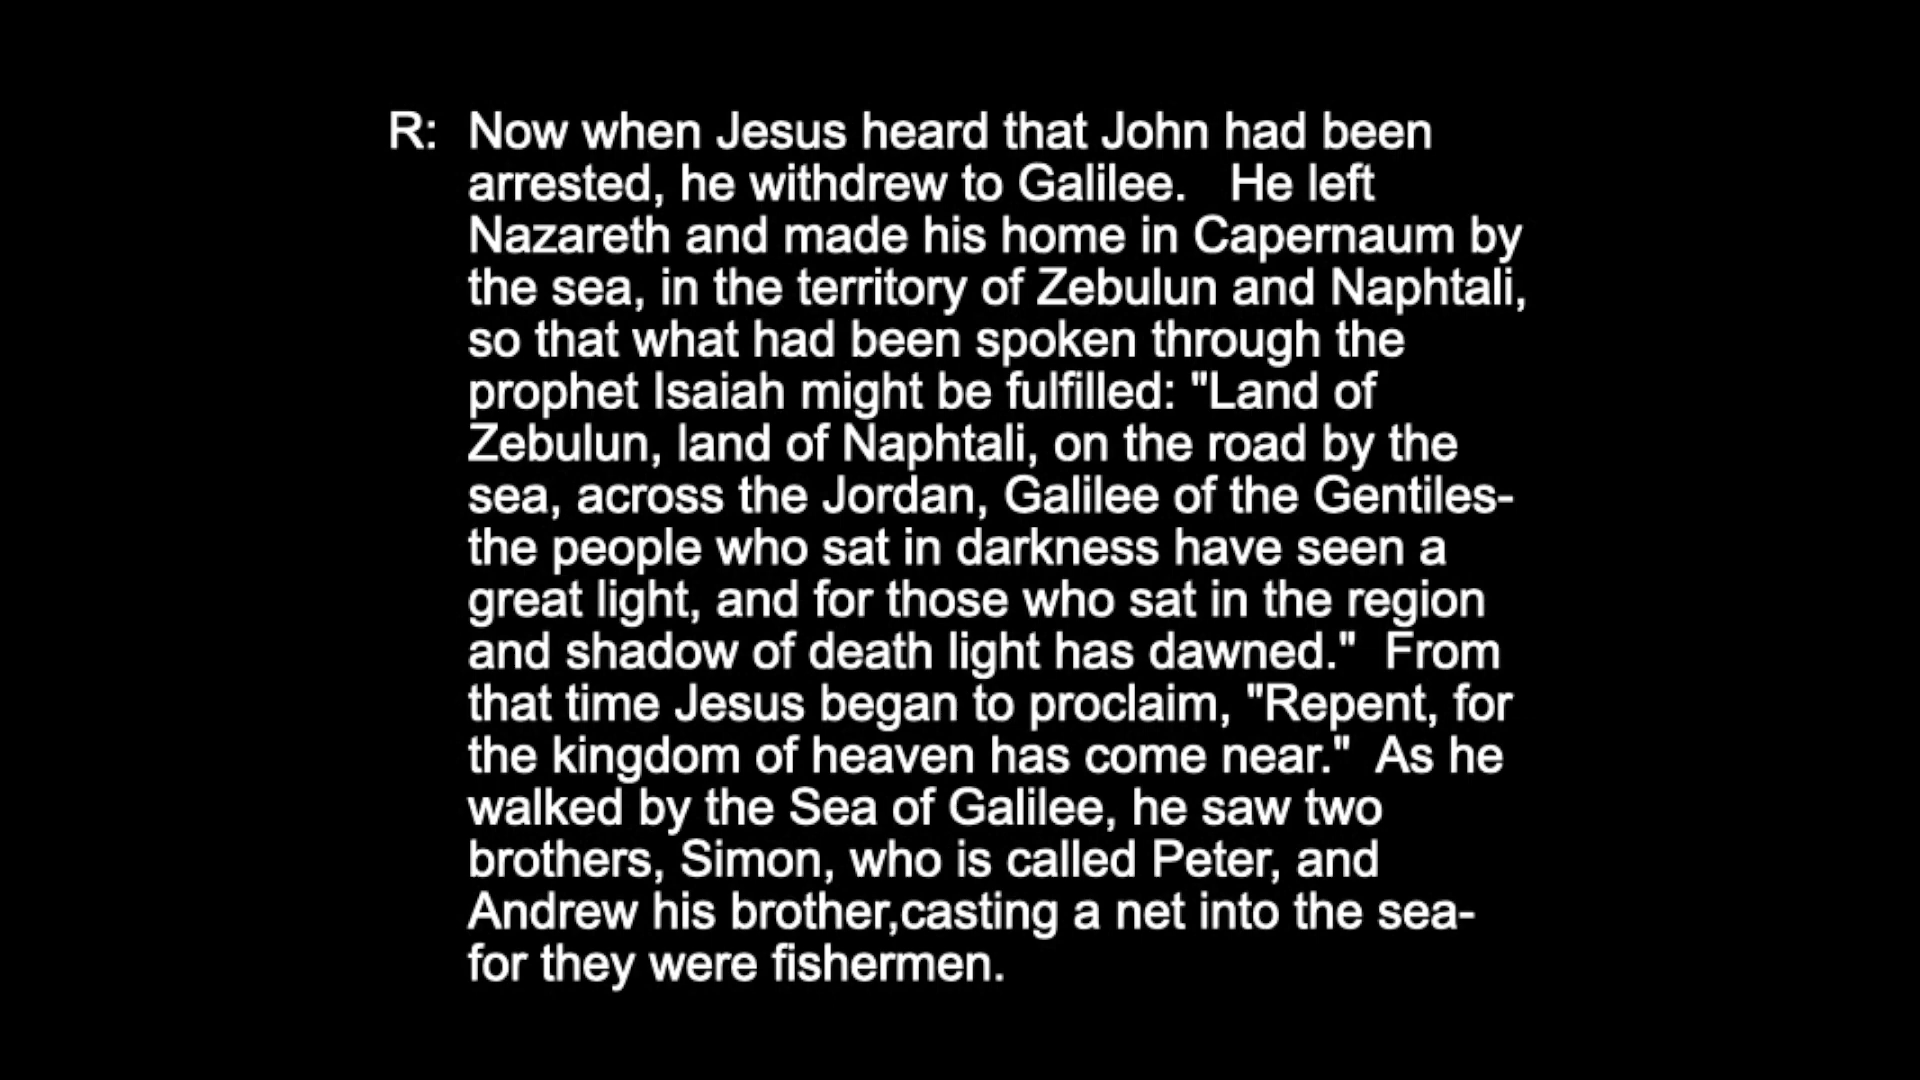 R: Now when Jesus heard that John had been
arrested, he withdrew to Galilee. He left
Nazareth and made his home in Capernaum by
the sea, in the territory of Zebulun and Naphtali,
so that what had been spoken through the
prophet Isaiah might be fulfilled: "Land of
Zebulun, land of Naphtali, on the road by the
sea, across the Jordan, Galilee of the Gentiles-
the people who sat in darkness have seen a
great light, and for those who sat in the region
and shadow of death light has dawned." From
that time Jesus began to proclaim, "Repent, for
the kingdom of heaven has come near." As he
walked by the Sea of Galilee, he saw two
brothers, Simon, who is called Peter, and
Andrew his brother,casting a net into the sea-
for they were fishermen.